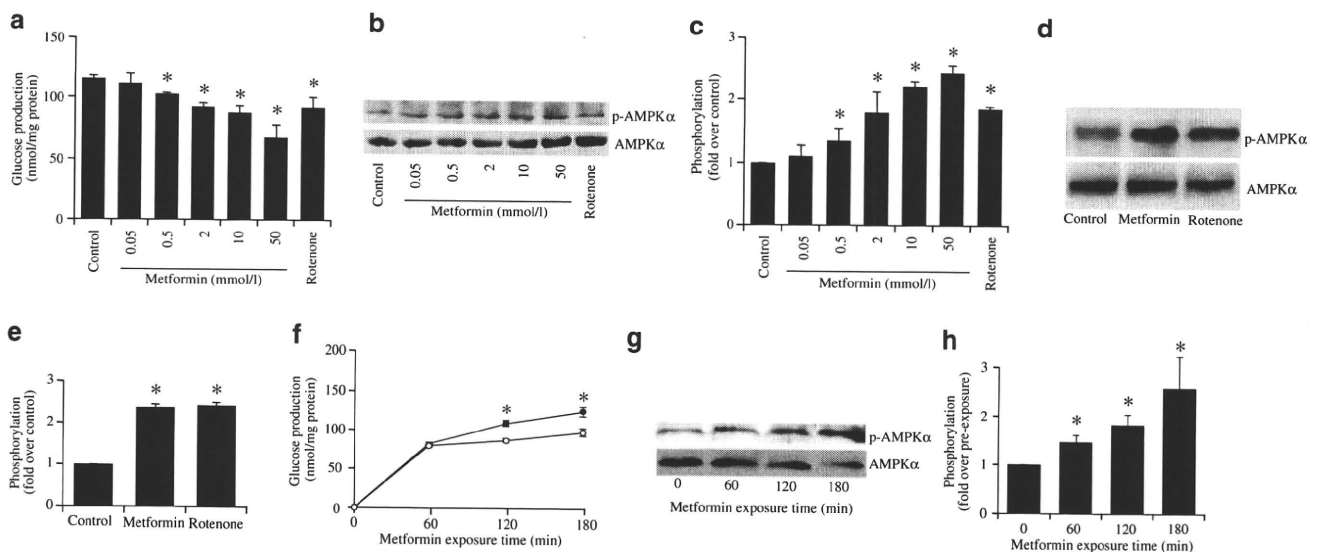 a
150
100
50
0
Glucose production
(nmol/mg protein)
*
*
*
*
*
Control
0.05
0.5
2
10
50
Rotenone
Metformin (mmol/l)
b
p-AMPKα
AMPKα
Control
0.05
0.5
2
10
50
Rotenone
Metformin (mmol/l)
c
3
2
1
0
Phosphorylation
(fold over control)
*
*
*
*
*
Control
0.05
0.5
2
10
50
Rotenone
Metformin (mmol/l)
d
p-AMPKα
AMPKα
Control Metformin Rotenone
e
3
2
1
0
Phosphorylation
(fold over control)
*
*
Control Metformin Rotenone
f
200
150
100
50
0
Glucose production
(nmol/mg protein)
*
*
0 60 120 180
Metformin exposure time (min)
g
p-AMPKα
AMPKα
0 60 120 180
Metformin exposure time (min)
h
3
2
1
0
Phosphorylation
(fold over pre-exposure)
*
*
*
0 60 120 180
Metformin exposure time (min)